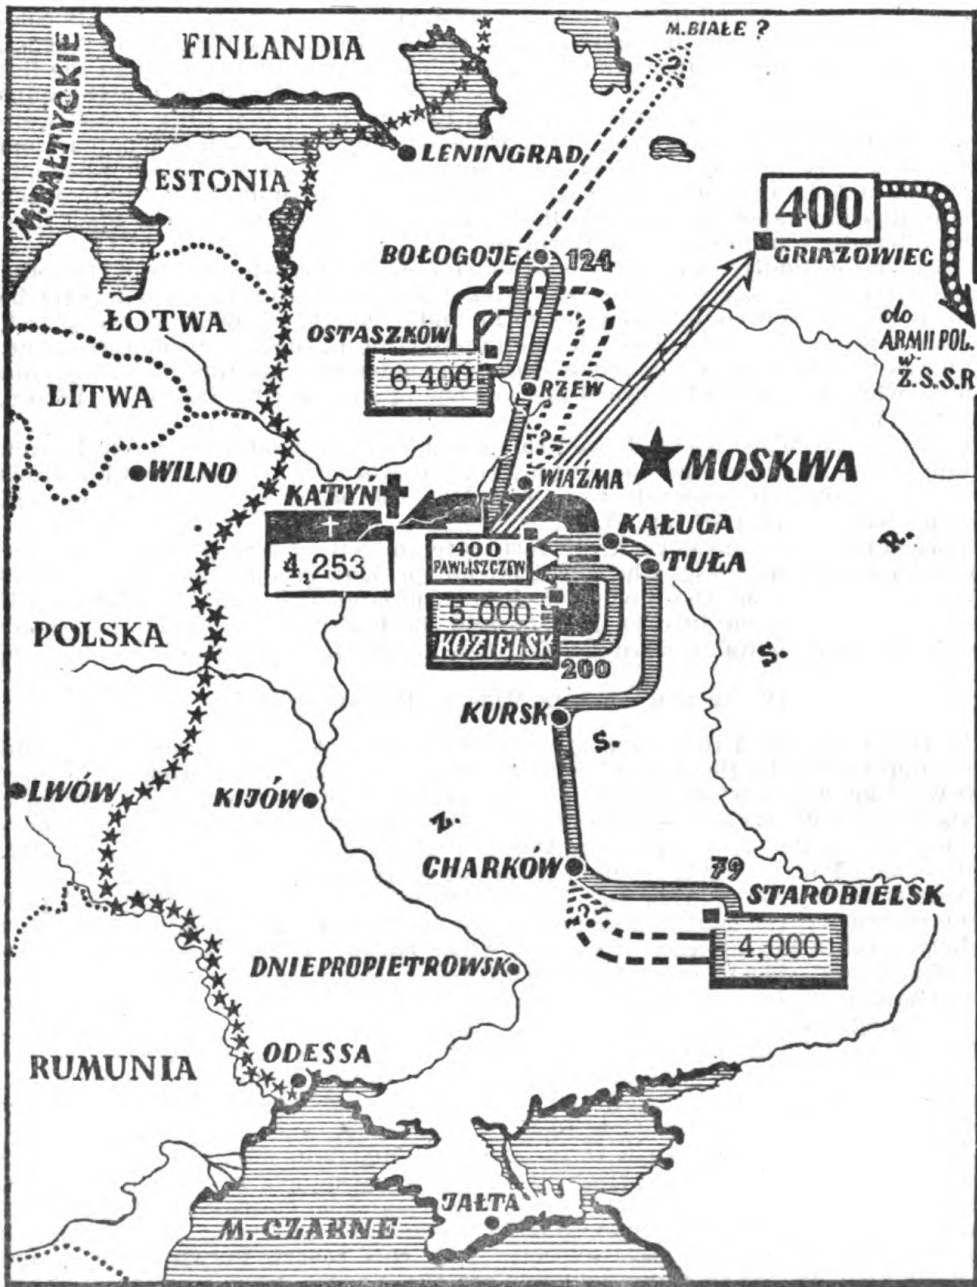 M. BIAŁE ?
FINLANDIA
M. BAŁTYCKIE
LENINGRAD
ESTONIA
?
400
GRIAZOWIEC
BOŁOGOJE
124
do
ARMII POL.
w
Z.S.S.R
ŁOTWA
OSTASZKÓW
6,400
RZEW
LITWA
WILNO
?
WIAŹMA
MOSKWA
KATYŃ
4,253
400
PAWLISZCZEW
KAŁUGA
TUŁA
R.
5,000
KOZIELSK
200
POLSKA
S.
KURSK
S.
LWÓW
KIJÓW
Z.
CHARKÓW
79
STAROBIELSK
?
4,000
DNIEPROPIETROWSK
ODESSA
RUMUNIA
JAŁTA
M. CZARNE